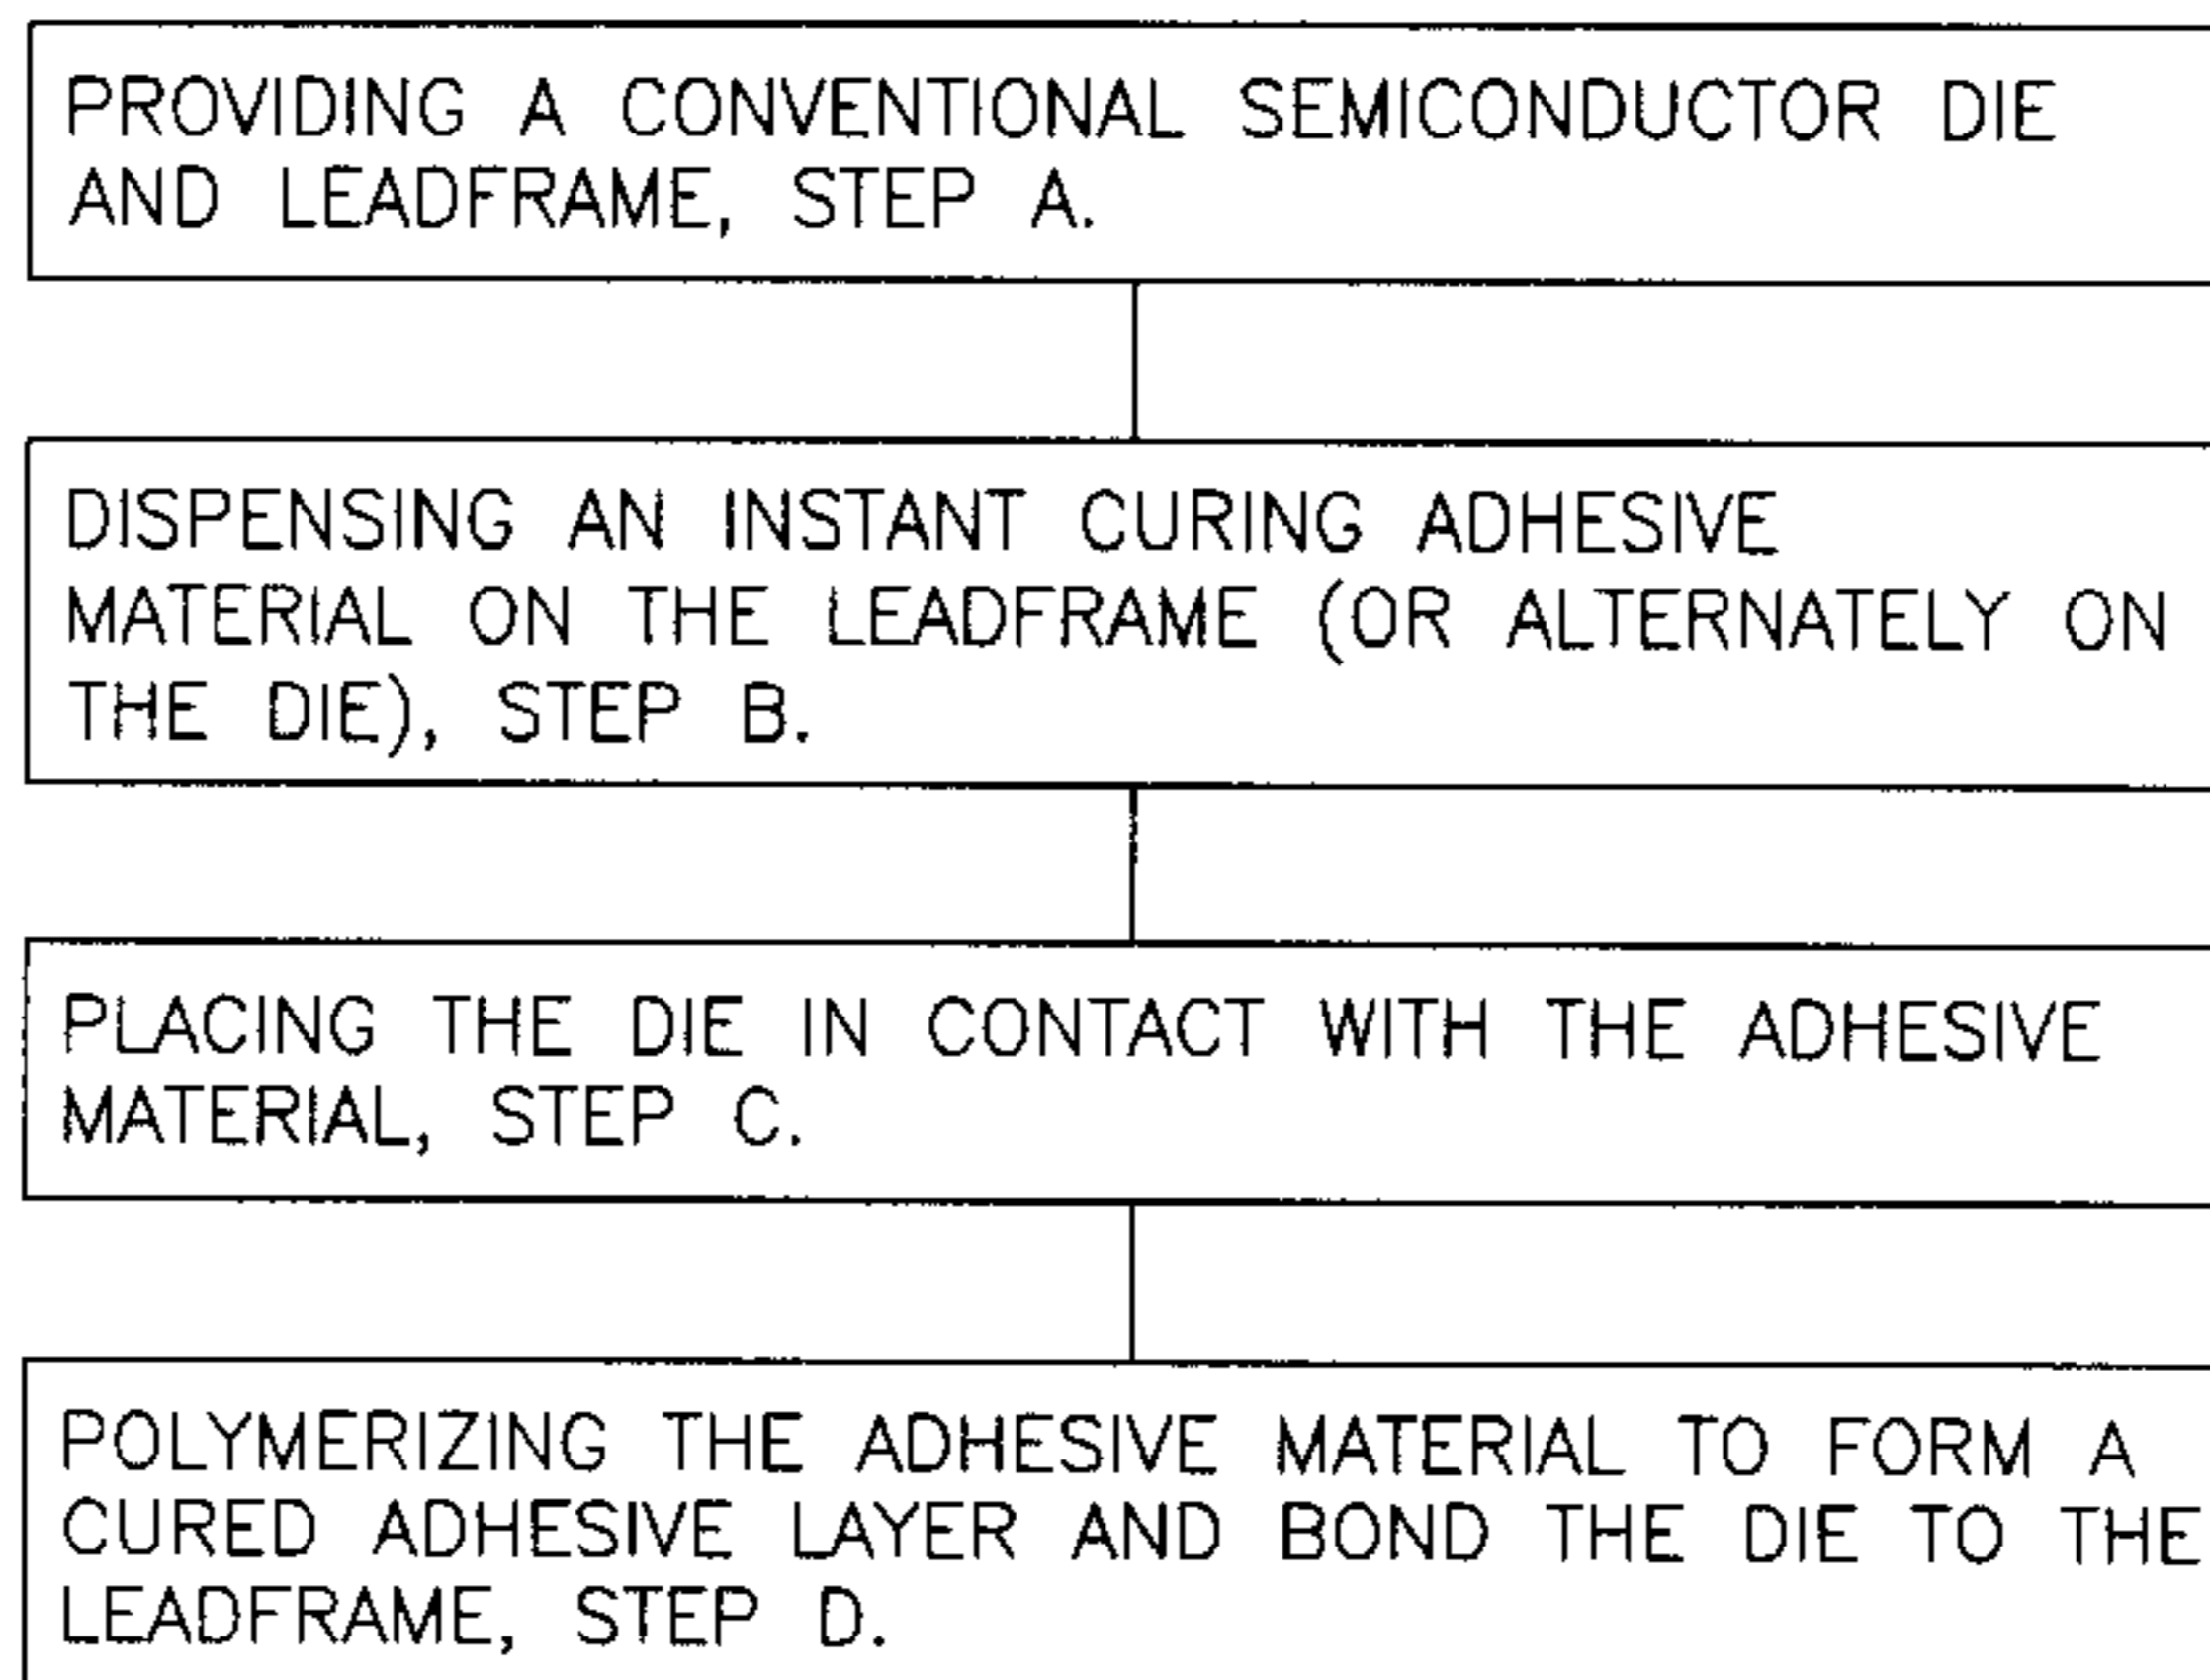 PROVIDING A CONVENTIONAL SEMICONDUCTOR DIE
AND LEADFRAME, STEP A.
DISPENSING AN INSTANT CURING ADHESIVE
MATERIAL ON THE LEADFRAME (OR ALTERNATELY ON
THE DIE), STEP B.
PLACING THE DIE IN CONTACT WITH THE ADHESIVE
MATERIAL, STEP C.
POLYMERIZING THE ADHESIVE MATERIAL TO FORM A
CURED ADHESIVE LAYER AND BOND THE DIE TO THE
LEADFRAME, STEP D.